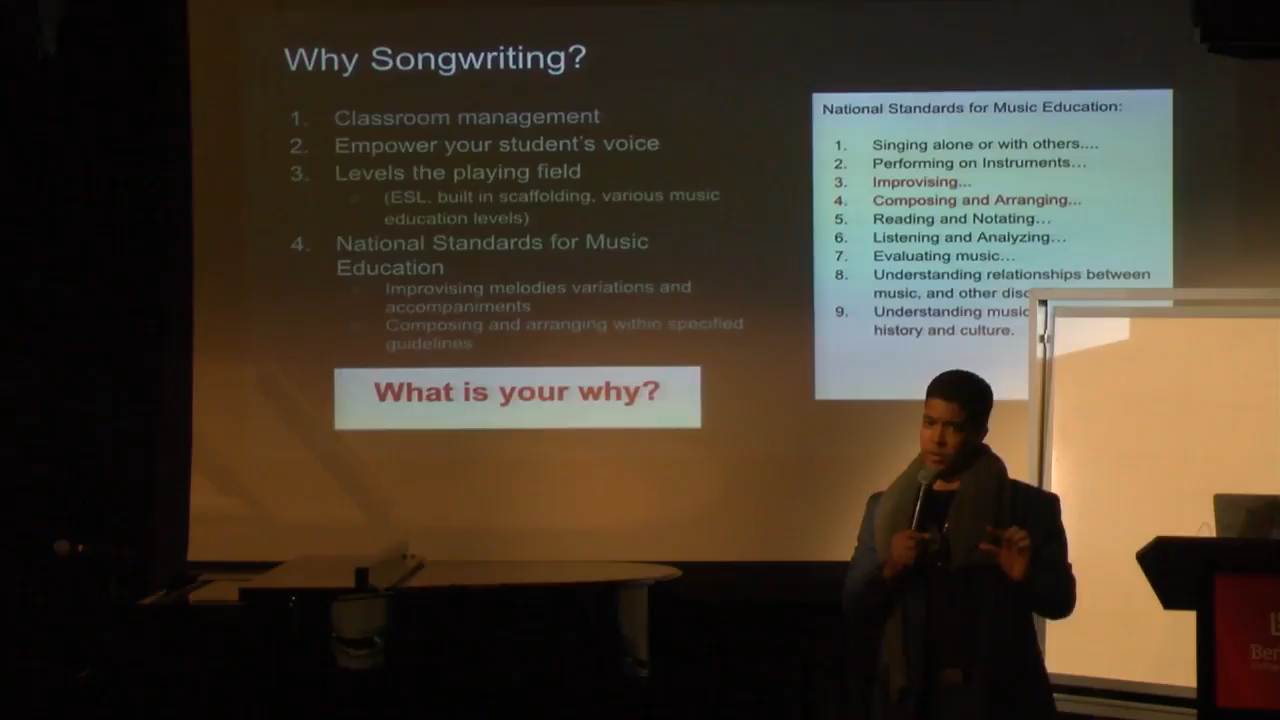 Why Songwriting?
1. Classroom management
2. Empower your student's voice
3. Levels the playing field
(ESL, built in scaffolding, various music
education levels)
4. National Standards for Music
Education
Improvising melodies variations and
accompaniments
Composing and arranging within specified
guidelines
What is your why?
National Standards for Music Education:
1. Singing alone or with others....
2. Performing on Instruments...
3. Improvising...
4. Composing and Arranging...
5. Reading and Notating...
6. Listening and Analyzing...
7. Evaluating music...
8. Understanding relationships between
music, and other disc
9. Understanding music
history and culture.
Ber